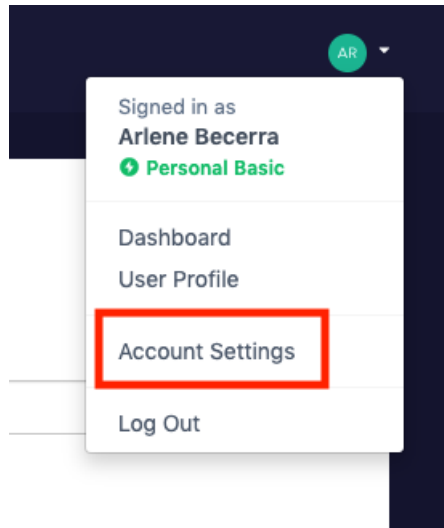 AR
Signed in as
Arlene Becerra
Personal Basic
Dashboard
User Profile
Account Settings
Log Out